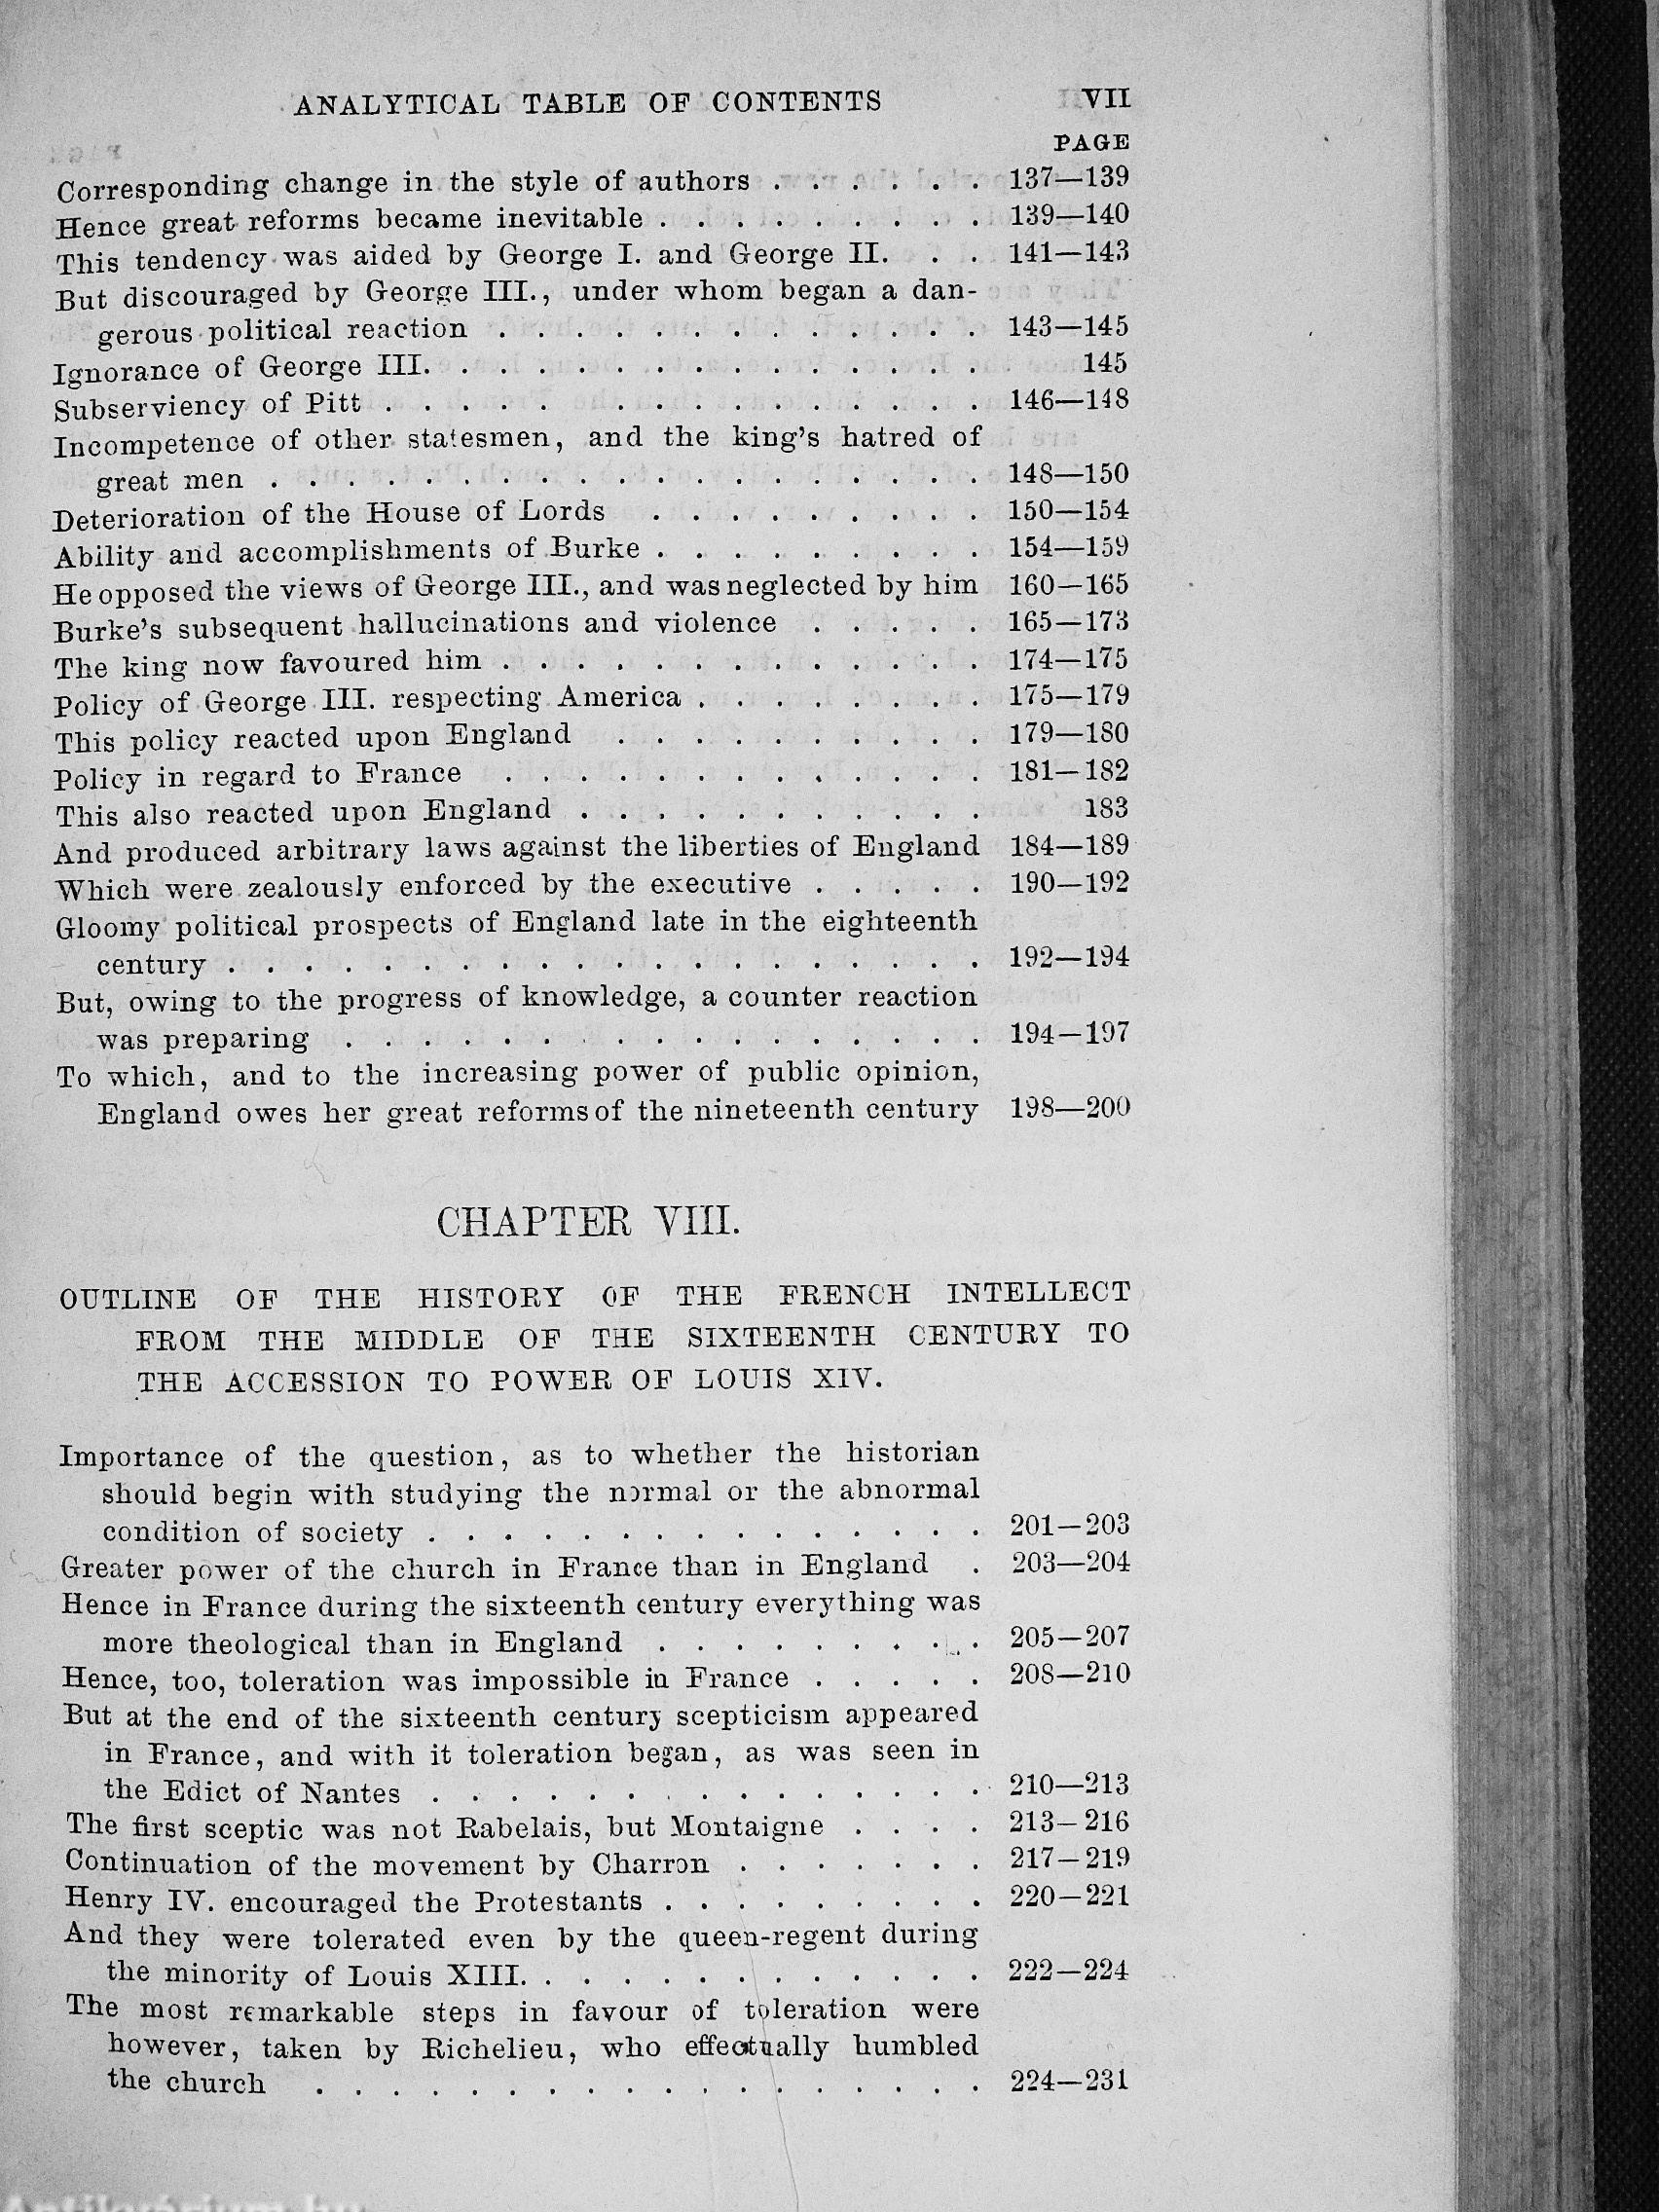 ANALYTICAL TABLE OF CONTENTS VII
PAGE
Corresponding change in the style of authors . . . . . . 137—139
Hence great reforms became inevitable . . . . . . . . . 139—140
This tendency was aided by George I. and George II. . . 141—143
But discouraged by George III., under whom began a dan-
gerous political reaction . . . . . . . . . . . . . 143—145
Ignorance of George III. . . . . . . . . . . . . . . 145
Subserviency of Pitt . . . . . . . . . . . . . . . 146—148
Incompetence of other statesmen, and the king's hatred of
great men . . . . . . . . . . . . . . . . . . . 148—150
Deterioration of the House of Lords . . . . . . . . . 150—154
Ability and accomplishments of Burke . . . . . . . . . 154—159
He opposed the views of George III., and was neglected by him 160—165
Burke's subsequent hallucinations and violence . . . . . 165—173
The king now favoured him . . . . . . . . . . . . . 174—175
Policy of George III. respecting America . . . . . . . . 175—179
This policy reacted upon England . . . . . . . . . . 179—180
Policy in regard to France . . . . . . . . . . . . . 181—182
This also reacted upon England . . . . . . . . . . . 183
And produced arbitrary laws against the liberties of England 184—189
Which were zealously enforced by the executive . . . . . 190—192
Gloomy political prospects of England late in the eighteenth
century . . . . . . . . . . . . . . . . . . . . 192—194
But, owing to the progress of knowledge, a counter reaction
was preparing . . . . . . . . . . . . . . . . . 194—197
To which, and to the increasing power of public opinion,
England owes her great reforms of the nineteenth century 198—200
CHAPTER VIII.
OUTLINE OF THE HISTORY OF THE FRENCH INTELLECT
FROM THE MIDDLE OF THE SIXTEENTH CENTURY TO
THE ACCESSION TO POWER OF LOUIS XIV.
Importance of the question, as to whether the historian
should begin with studying the normal or the abnormal
condition of society . . . . . . . . . . . . . . . 201—203
Greater power of the church in France than in England . 203—204
Hence in France during the sixteenth century everything was
more theological than in England . . . . . . . . . 205—207
Hence, too, toleration was impossible in France . . . . . 208—210
But at the end of the sixteenth century scepticism appeared
in France, and with it toleration began, as was seen in
the Edict of Nantes . . . . . . . . . . . . . . . 210—213
The first sceptic was not Rabelais, but Montaigne . . . . 213—216
Continuation of the movement by Charron . . . . . . . 217—219
Henry IV. encouraged the Protestants . . . . . . . . . 220—221
And they were tolerated even by the queen-regent during
the minority of Louis XIII. . . . . . . . . . . . . 222—224
The most remarkable steps in favour of toleration were
however, taken by Richelieu, who effectually humbled
the church . . . . . . . . . . . . . . . . . . 224—231